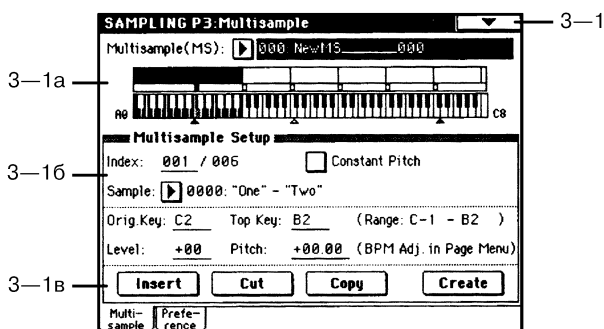 SAMPLING P3:Multisample
3—1
Multisample(MS): 000: NewMS_______000
3—1а
A0 C8
Multisample Setup
Index: 001 / 006 Constant Pitch
3—1б
Sample: 0000: "One" - "Two"
Orig.Key: C2 Top Key: B2 (Range: C-1 - B2 )
Level: +00 Pitch: +00.00 (BPM Adj. in Page Menu)
3—1в
Insert Cut Copy Create
Multi-sample Prefe-rence